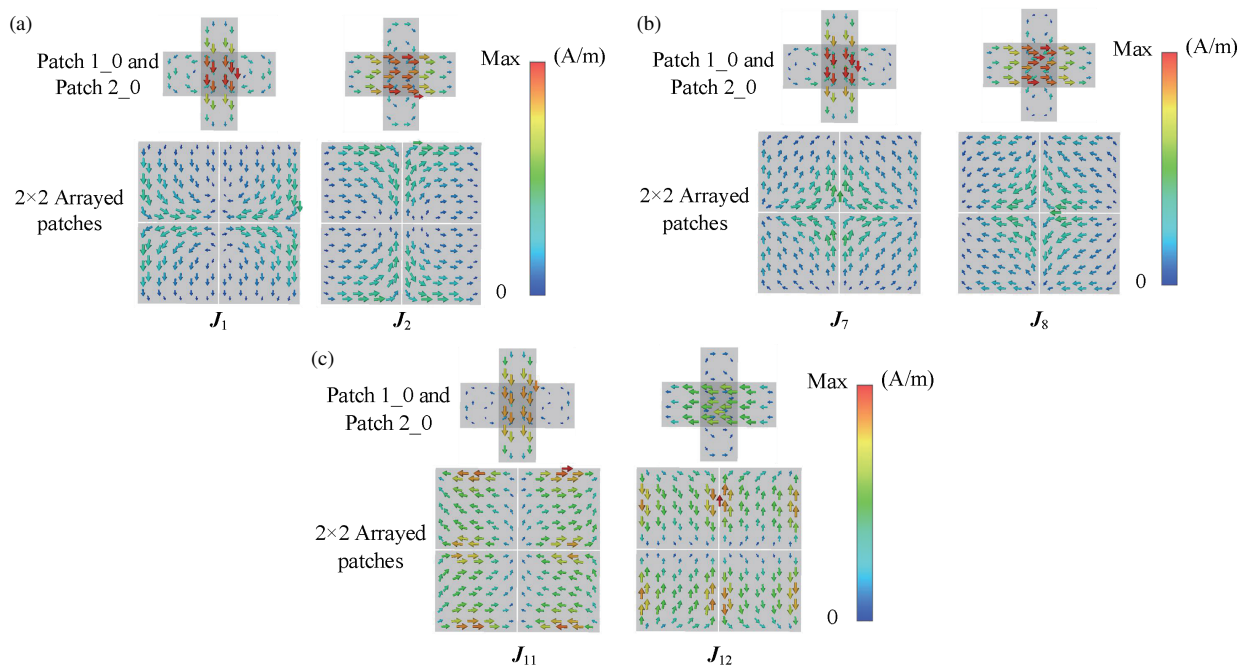 (a)
Patch 1_0 and
Patch 2_0
Max
(A/m)
2×2 Arrayed
patches
0
J1
J2
(b)
Patch 1_0 and
Patch 2_0
Max
(A/m)
2×2 Arrayed
patches
0
J7
J8
(c)
Patch 1_0 and
Patch 2_0
Max
(A/m)
2×2 Arrayed
patches
0
J11
J12